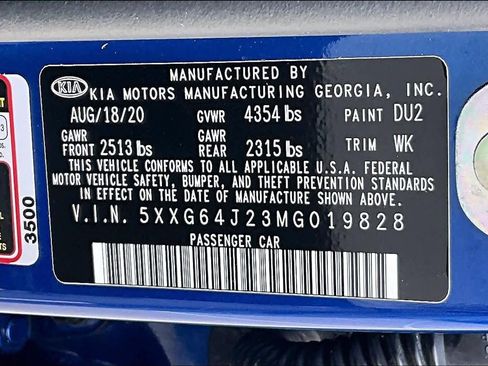 MANUFACTURED BY
KIA KIA MOTORS MANUFACTURING GEORGIA, INC.
AUG/18/20 GVWR 4354 lbs PAINT DU2
GAWR GAWR
FRONT 2513 lbs REAR 2315 lbs TRIM WK
THIS VEHICLE CONFORMS TO ALL APPLICABLE U.S.A. FEDERAL
MOTOR VEHICLE SAFETY, BUMPER, AND THEFT PREVENTION STANDARDS
IN EFFECT ON THE DATE OF MANUFACTURE SHOWN ABOVE.
V.I.N. 5XXG64J23MG019828
PASSENGER CAR
3500